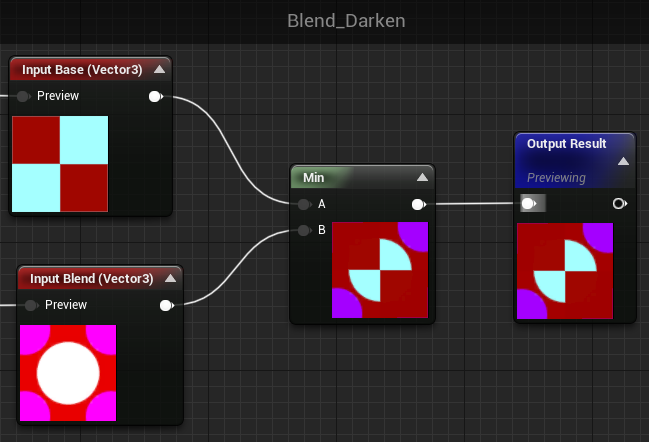 Blend_Darken
Input Base (Vector3)
Preview
Input Blend (Vector3)
Preview
Min
A
B
Output Result
Previewing